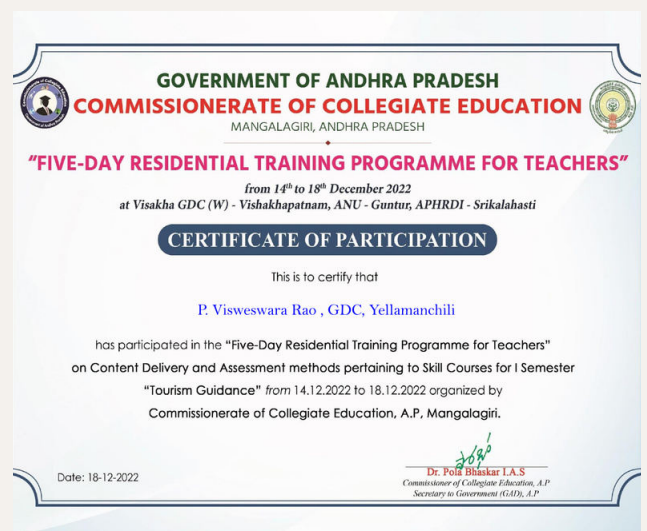 GOVERNMENT OF ANDHRA PRADESH
COMMISSIONERATE OF COLLEGIATE EDUCATION
MANGALAGIRI, ANDHRA PRADESH
"FIVE-DAY RESIDENTIAL TRAINING PROGRAMME FOR TEACHERS"
from 14th to 18th December 2022
at Visakha GDC (W) - Vishakhapatnam, ANU - Guntur, APHRDI - Srikalahasti
CERTIFICATE OF PARTICIPATION
This is to certify that
P. Visweswara Rao , GDC, Yellamanchili
has participated in the "Five-Day Residential Training Programme for Teachers"
on Content Delivery and Assessment methods pertaining to Skill Courses for I Semester
"Tourism Guidance" from 14.12.2022 to 18.12.2022 organized by
Commissionerate of Collegiate Education, A.P, Mangalagiri.
Date: 18-12-2022
Dr. Pola Bhaskar I.A.S
Commissioner of Collegiate Education, A.P
Secretary to Government (GAD), A.P